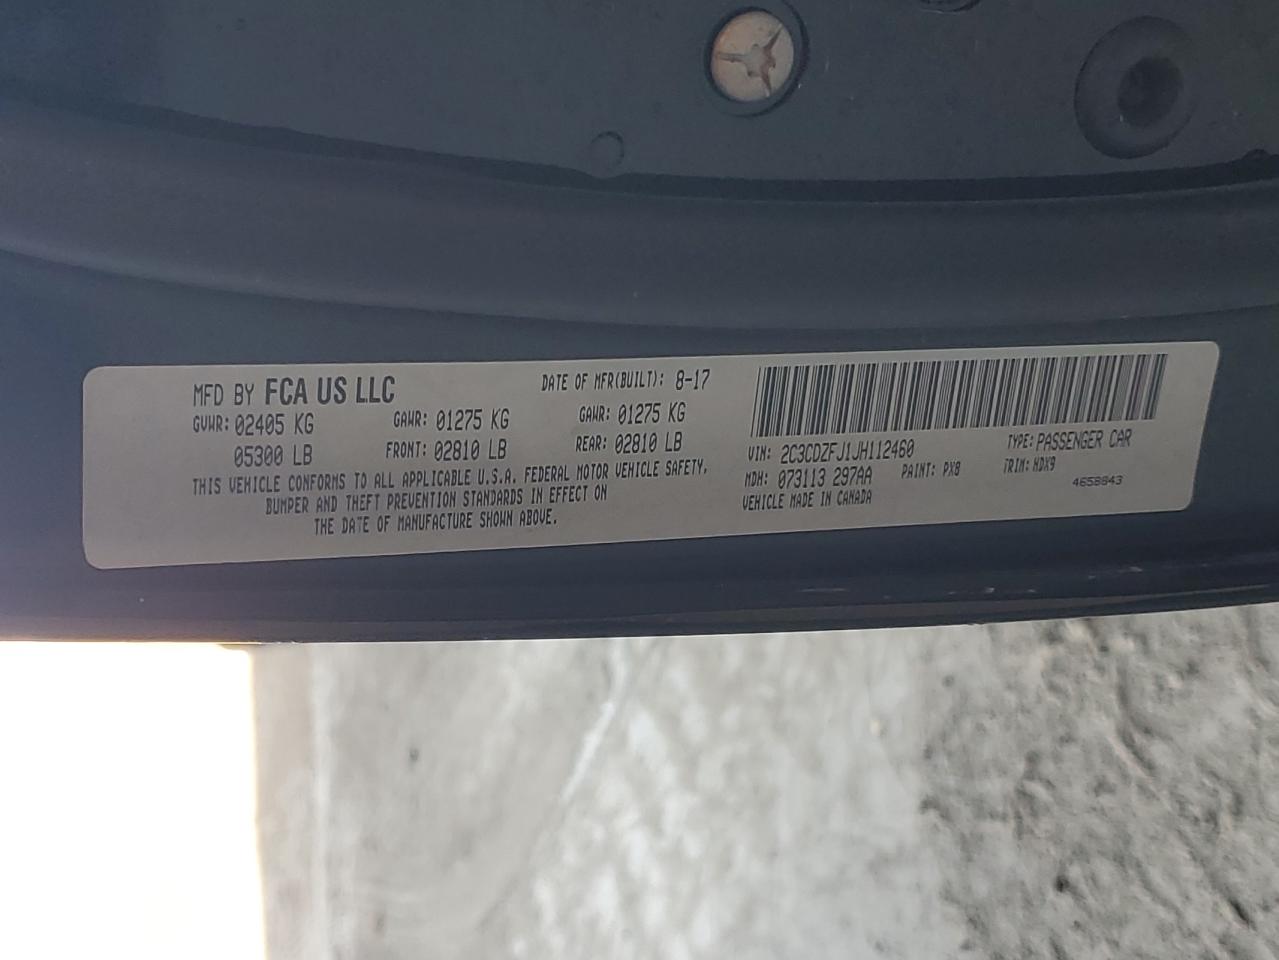 MFD BY FCA US LLC
DATE OF MFR(BUILT): 8-17
GVWR: 02405 KG
GAWR: 01275 KG
GAWR: 01275 KG
05300 LB
FRONT: 02810 LB
REAR: 02810 LB
THIS VEHICLE CONFORMS TO ALL APPLICABLE U.S.A. FEDERAL MOTOR VEHICLE SAFETY,
BUMPER AND THEFT PREVENTION STANDARDS IN EFFECT ON
THE DATE OF MANUFACTURE SHOWN ABOVE.
VIN: 2C3CDZFJ1JH112460
TYPE: PASSENGER CAR
MDH: 073113 297AA
PAINT: PX8
TRIM: HDX9
VEHICLE MADE IN CANADA
4658843